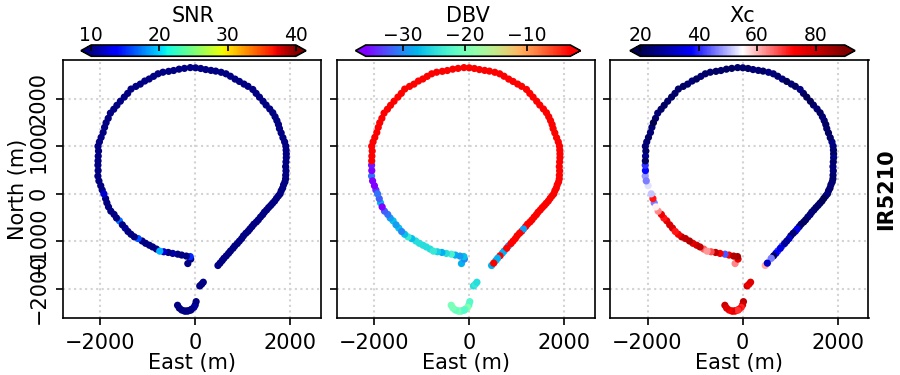 SNR DBV Xc
10 20 30 40 −30 −20 −10 20 40 60 80
North (m)
2000
1000
0
−1000
−2000
−2000 0 2000 −2000 0 2000 −2000 0 2000
East (m) East (m) East (m)
IR5210